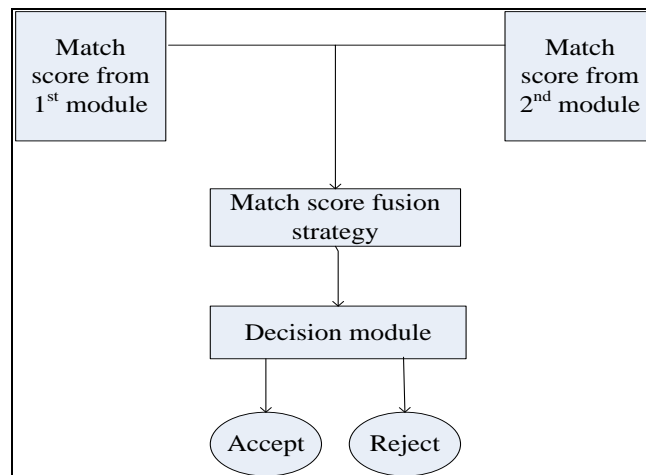 Match
score from
1st module
Match
score from
2nd module
Match score fusion
strategy
Decision module
Accept
Reject